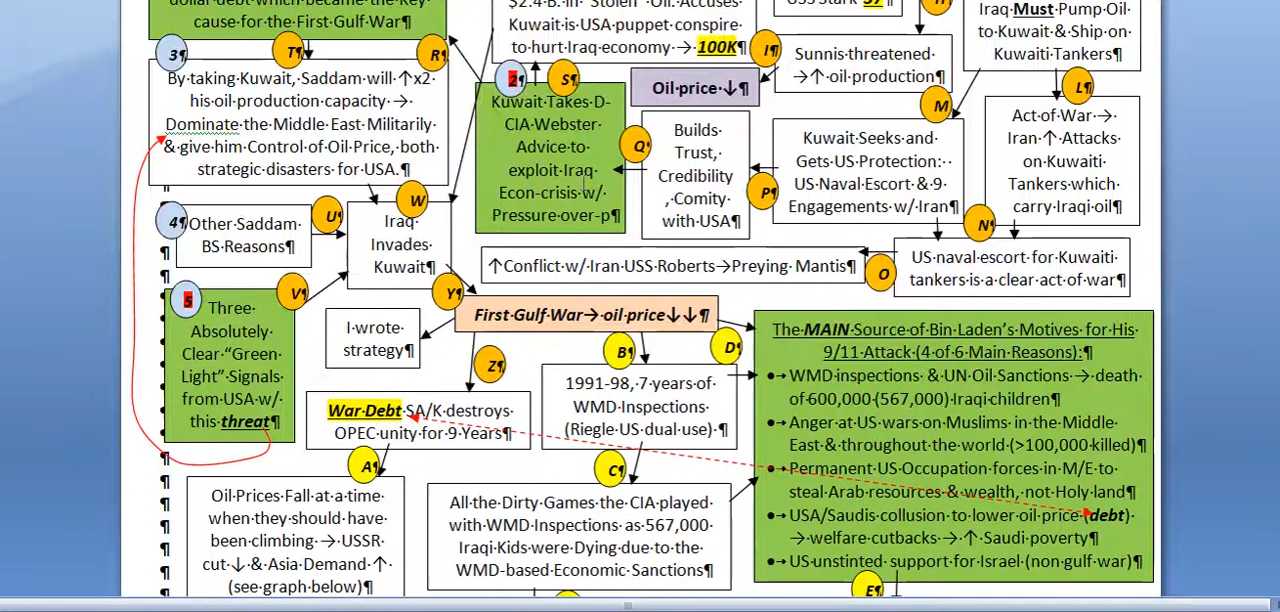 dollar debt which became the Key
cause for the First Gulf War¶
$2.4 B. in "Stolen" Oil. Accuses
Kuwait is USA puppet conspire
to hurt Iraq economy → 100K¶
USS Stark 37
H
Iraq Must Pump Oil
to Kuwait & Ship on
Kuwaiti Tankers¶
3¶
T¶
R¶
I¶
By taking Kuwait, Saddam will ↑x2
his oil production capacity →
Dominate the Middle East Militarily
& give him Control of Oil Price, both
strategic disasters for USA.¶
2¶
S¶
Kuwait Takes D-
CIA Webster
Advice to
exploit Iraq
Econ-crisis w/
Pressure over-p¶
Oil price ↓¶
Sunnis threatened
→↑ oil production¶
M¶
L¶
Builds
Trust,
Credibility
, Comity
with USA¶
Q¶
P¶
Kuwait Seeks and
Gets US Protection:
US Naval Escort & 9
Engagements w/ Iran¶
Act of War →
Iran ↑ Attacks
on Kuwaiti
Tankers which
carry Iraqi oil¶
4¶
Other Saddam
BS Reasons¶
U¶
W¶
Iraq
Invades
Kuwait¶
N¶
↑Conflict w/ Iran USS Roberts→Preying Mantis¶
O¶
US naval escort for Kuwaiti
tankers is a clear act of war¶
5¶
V¶
Three
Absolutely
Clear "Green
Light" Signals
from USA w/
this threat¶
Y¶
First Gulf War → oil price↓↓¶
I wrote
strategy¶
Z¶
B¶
D¶
War Debt SA/K destroys
OPEC unity for 9 Years¶
1991-98, 7 years of
WMD Inspections
(Riegle US dual use)¶
The MAIN Source of Bin Laden's Motives for His
9/11 Attack (4 of 6 Main Reasons):¶
●→WMD inspections & UN Oil Sanctions → death
of 600,000 (567,000) Iraqi children¶
●→Anger at US wars on Muslims in the Middle
East & throughout the world (>100,000 killed)¶
●→Permanent US Occupation forces in M/E to
steal Arab resources & wealth, not Holy land¶
●→USA/Saudis collusion to lower oil price (debt)
→ welfare cutbacks → ↑ Saudi poverty¶
●→US unstinted support for Israel (non gulf war)¶
A¶
C¶
Oil Prices Fall at a time
when they should have
been climbing → USSR
cut ↓ & Asia Demand ↑
(see graph below)¶
All the Dirty Games the CIA played
with WMD Inspections as 567,000
Iraqi Kids were Dying due to the
WMD-based Economic Sanctions¶
E¶